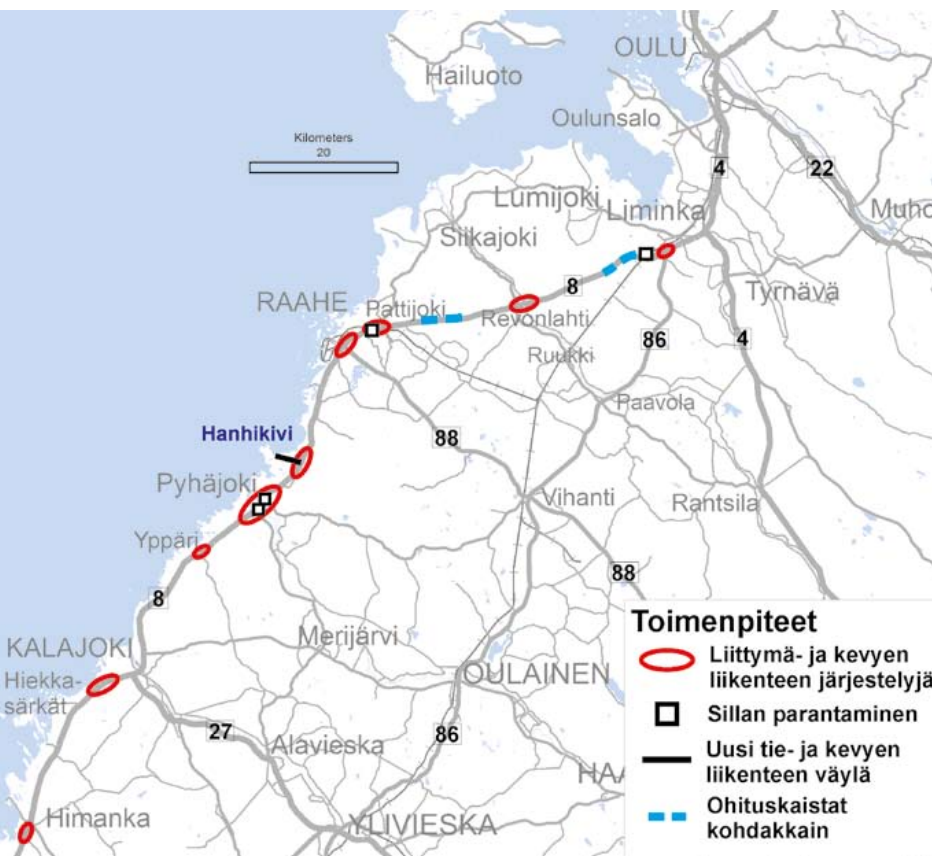 OULU
Hailuoto
Oulunsalo
Kilometers
20
4
22
Lumijoki
Liminka
Muho
Siikajoki
8
Tyrnävä
RAAHE
Pattijoki
Revonlahti
86
4
Ruukki
Paavola
Hanhikivi
88
Pyhäjoki
Vihanti
Rantsila
Yppäri
88
8
Merijärvi
KALAJOKI
OULAINEN
Hiekka-
särkät
27
86
Alavieska
HAA
Himanka
YLIVIESKA
Toimenpiteet
Liittymä- ja kevyen
liikenteen järjestelyjä
Sillan parantaminen
Uusi tie- ja kevyen
liikenteen väylä
Ohituskaistat
kohdakkain